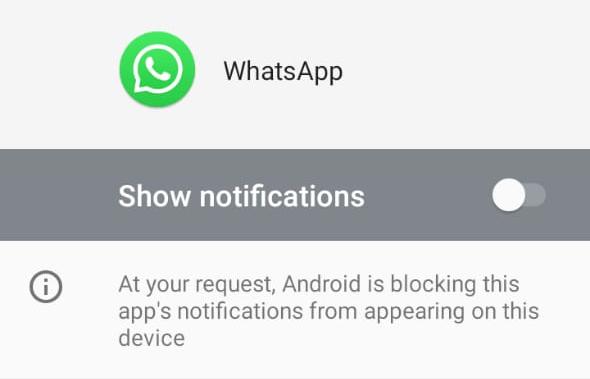 WhatsApp
Show notifications
At your request, Android is blocking this
app's notifications from appearing on this
device